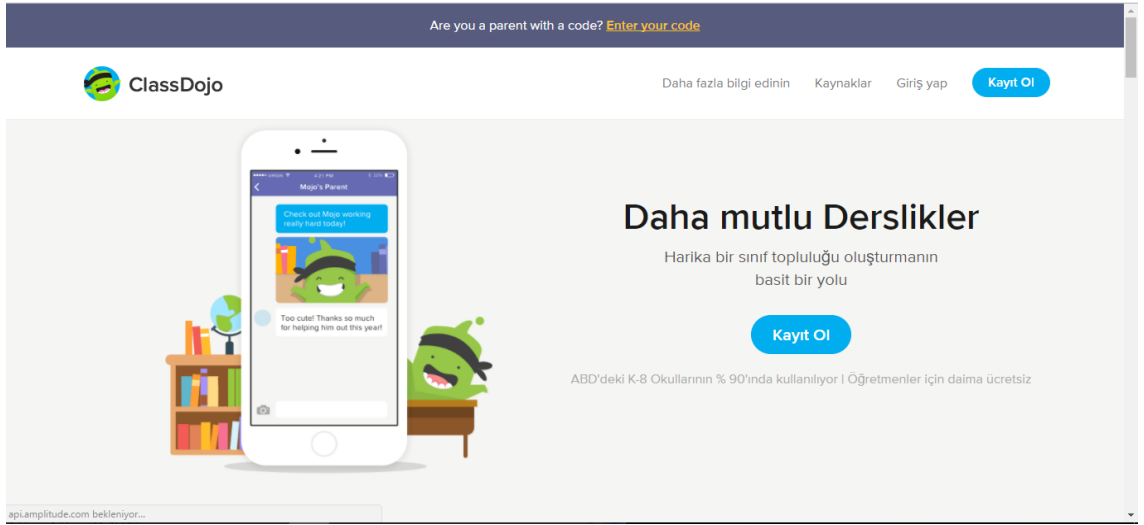 Are you a parent with a code? Enter your code
ClassDojo
Daha fazla bilgi edinin
Kaynaklar
Giriş yap
Kayıt Ol
4:21 PM
Mojo's Parent
Check out Mojo working
really hard today!
Too cute! Thanks so much
for helping him out this year!
Daha mutlu Derslikler
Harika bir sınıf topluluğu oluşturmanın
basit bir yolu
Kayıt Ol
ABD'deki K-8 Okullarının % 90'ında kullanılıyor | Öğretmenler için daima ücretsiz
api.amplitude.com bekleniyor...